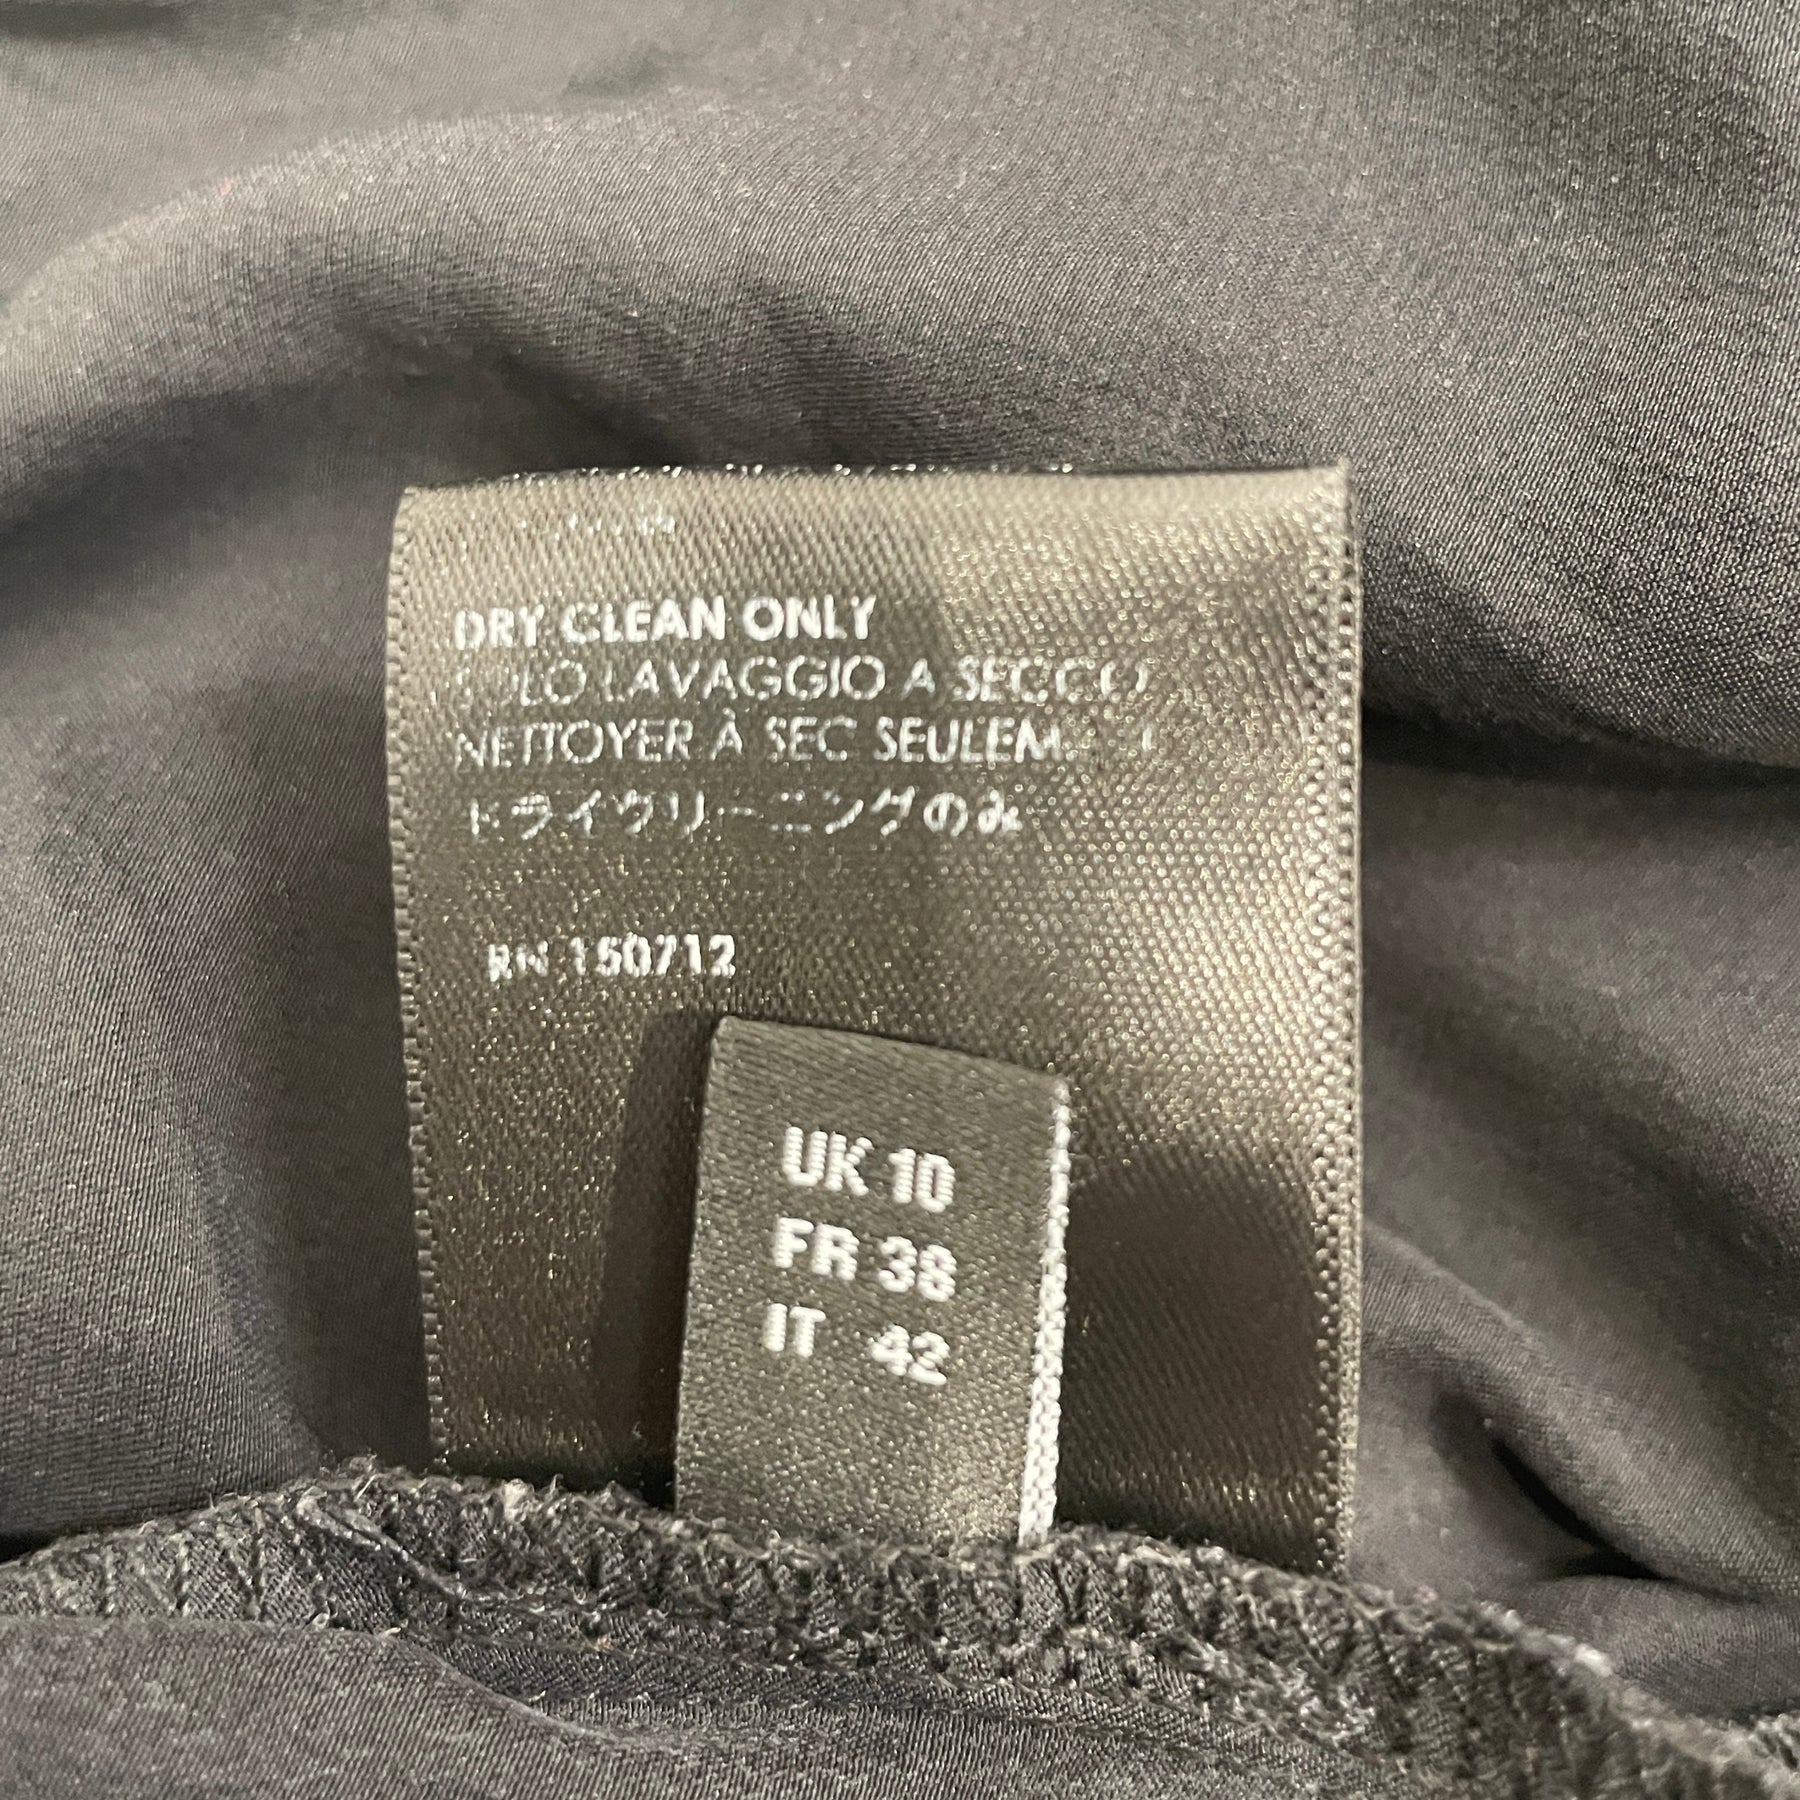 DRY CLEAN ONLY
LAVAGGIO A SECCO
NETTOYER À SEC
ドライクリーニングのみ
RN 150712
UK 10
FR 38
IT 42